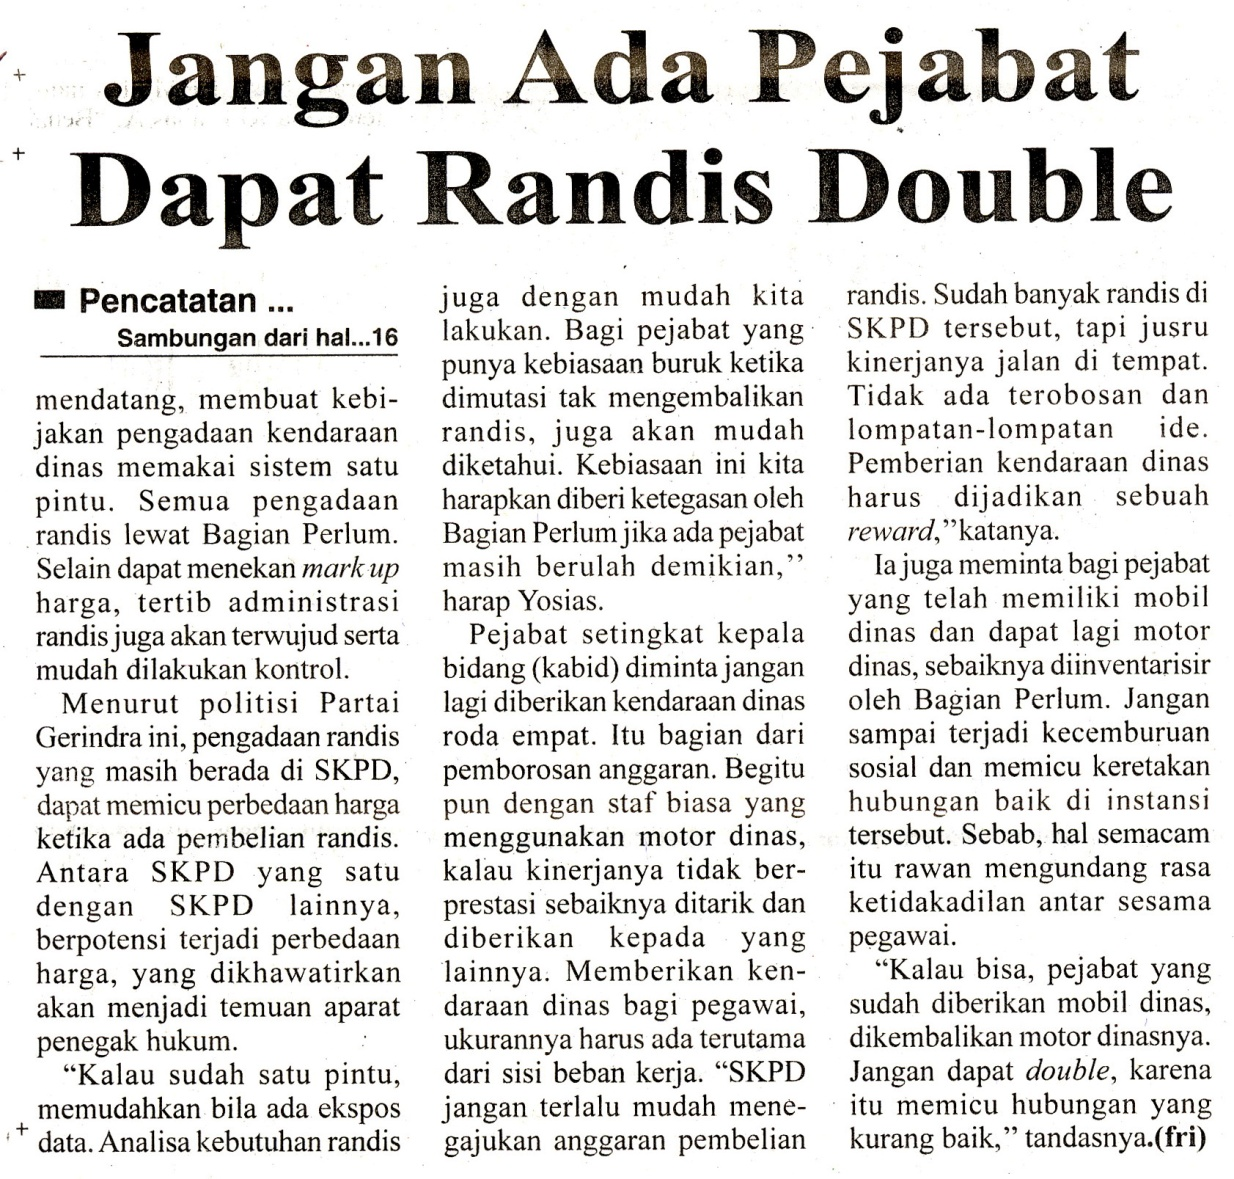 Jangan Ada Pejabat
Dapat Randis Double
Pencatatan ...
Sambungan dari hal...16
mendatang, membuat kebi-
jakan pengadaan kendaraan
dinas memakai sistem satu
pintu. Semua pengadaan
randis lewat Bagian Perlum.
Selain dapat menekan mark up
harga, tertib administrasi
randis juga akan terwujud serta
mudah dilakukan kontrol.
Menurut politisi Partai
Gerindra ini, pengadaan randis
yang masih berada di SKPD,
dapat memicu perbedaan harga
ketika ada pembelian randis.
Antara SKPD yang satu
dengan SKPD lainnya,
berpotensi terjadi perbedaan
harga, yang dikhawatirkan
akan menjadi temuan aparat
penegak hukum.
“Kalau sudah satu pintu,
memudahkan bila ada ekspos
data. Analisa kebutuhan randis
juga dengan mudah kita
lakukan. Bagi pejabat yang
punya kebiasaan buruk ketika
dimutasi tak mengembalikan
randis, juga akan mudah
diketahui. Kebiasaan ini kita
harapkan diberi ketegasan oleh
Bagian Perlum jika ada pejabat
masih berulah demikian,’’
harap Yosias.
Pejabat setingkat kepala
bidang (kabid) diminta jangan
lagi diberikan kendaraan dinas
roda empat. Itu bagian dari
pemborosan anggaran. Begitu
pun dengan staf biasa yang
menggunakan motor dinas,
kalau kinerjanya tidak ber-
prestasi sebaiknya ditarik dan
diberikan kepada yang
lainnya. Memberikan ken-
daraan dinas bagi pegawai,
ukurannya harus ada terutama
dari sisi beban kerja. “SKPD
jangan terlalu mudah mene-
gajukan anggaran pembelian
randis. Sudah banyak randis di
SKPD tersebut, tapi jusru
kinerjanya jalan di tempat.
Tidak ada terobosan dan
lompatan-lompatan ide.
Pemberian kendaraan dinas
harus dijadikan sebuah
reward,’’katanya.
Ia juga meminta bagi pejabat
yang telah memiliki mobil
dinas dan dapat lagi motor
dinas, sebaiknya diinventarisir
oleh Bagian Perlum. Jangan
sampai terjadi kecemburuan
sosial dan memicu keretakan
hubungan baik di instansi
tersebut. Sebab, hal semacam
itu rawan mengundang rasa
ketidakadilan antar sesama
pegawai.
“Kalau bisa, pejabat yang
sudah diberikan mobil dinas,
dikembalikan motor dinasnya.
Jangan dapat double, karena
itu memicu hubungan yang
kurang baik,’’ tandasnya.(fri)